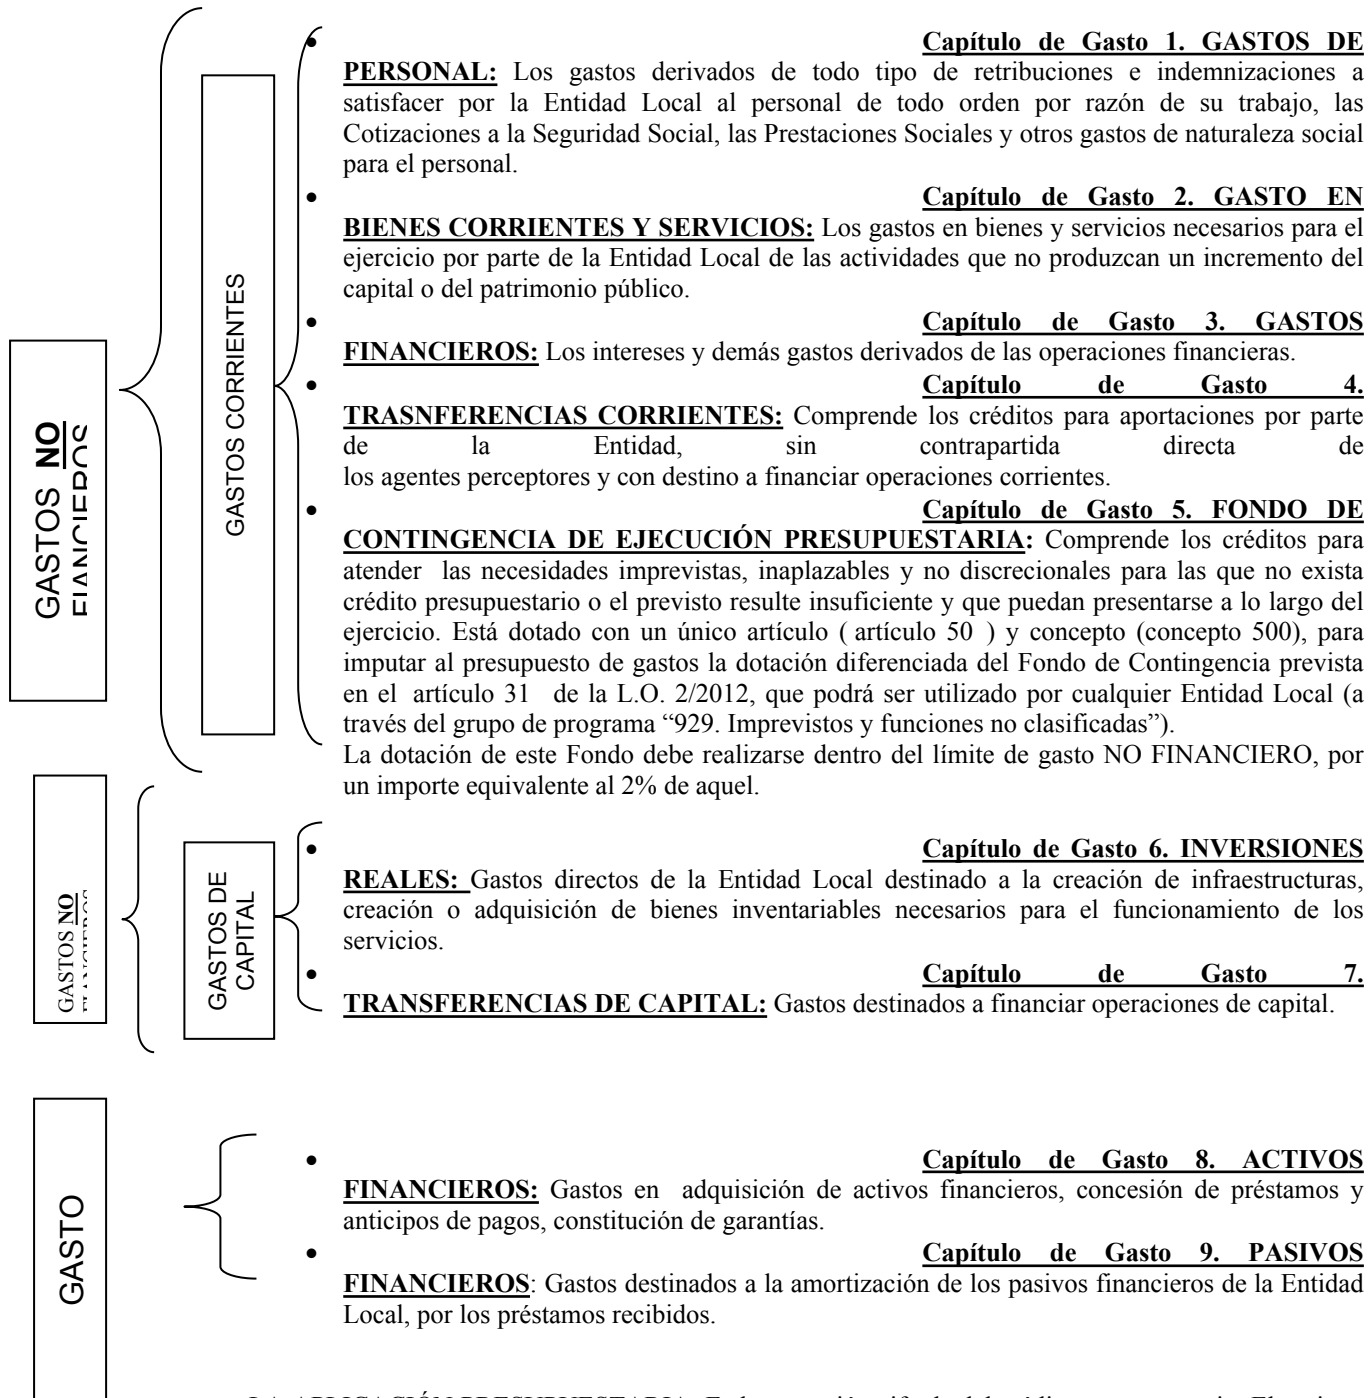 Capítulo de Gasto 1. GASTOS DE
PERSONAL: Los gastos derivados de todo tipo de retribuciones e indemnizaciones a
satisfacer por la Entidad Local al personal de todo orden por razón de su trabajo, las
Cotizaciones a la Seguridad Social, las Prestaciones Sociales y otros gastos de naturaleza social
para el personal.
Capítulo de Gasto 2. GASTO EN
BIENES CORRIENTES Y SERVICIOS: Los gastos en bienes y servicios necesarios para el
ejercicio por parte de la Entidad Local de las actividades que no produzcan un incremento del
capital o del patrimonio público.
Capítulo de Gasto 3. GASTOS
FINANCIEROS: Los intereses y demás gastos derivados de las operaciones financieras.
Capítulo de Gasto 4.
TRASNFERENCIAS CORRIENTES: Comprende los créditos para aportaciones por parte
de la Entidad, sin contrapartida directa de
los agentes perceptores y con destino a financiar operaciones corrientes.
Capítulo de Gasto 5. FONDO DE
CONTINGENCIA DE EJECUCIÓN PRESUPUESTARIA: Comprende los créditos para
atender las necesidades imprevistas, inaplazables y no discrecionales para las que no exista
crédito presupuestario o el previsto resulte insuficiente y que puedan presentarse a lo largo del
ejercicio. Está dotado con un único artículo ( artículo 50 ) y concepto (concepto 500), para
imputar al presupuesto de gastos la dotación diferenciada del Fondo de Contingencia prevista
en el artículo 31 de la L.O. 2/2012, que podrá ser utilizado por cualquier Entidad Local (a
través del grupo de programa “929. Imprevistos y funciones no clasificadas”).
La dotación de este Fondo debe realizarse dentro del límite de gasto NO FINANCIERO, por
un importe equivalente al 2% de aquel.
GASTOS NO
FIANCIEROS
GASTOS CORRIENTES
Capítulo de Gasto 6. INVERSIONES
REALES: Gastos directos de la Entidad Local destinado a la creación de infraestructuras,
creación o adquisición de bienes inventariables necesarios para el funcionamiento de los
servicios.
Capítulo de Gasto 7.
TRANSFERENCIAS DE CAPITAL: Gastos destinados a financiar operaciones de capital.
GASTOS NO
FIANCIEROS
GASTOS DE
CAPITAL
Capítulo de Gasto 8. ACTIVOS
FINANCIEROS: Gastos en adquisición de activos financieros, concesión de préstamos y
anticipos de pagos, constitución de garantías.
Capítulo de Gasto 9. PASIVOS
FINANCIEROS: Gastos destinados a la amortización de los pasivos financieros de la Entidad
Local, por los préstamos recibidos.
GASTO